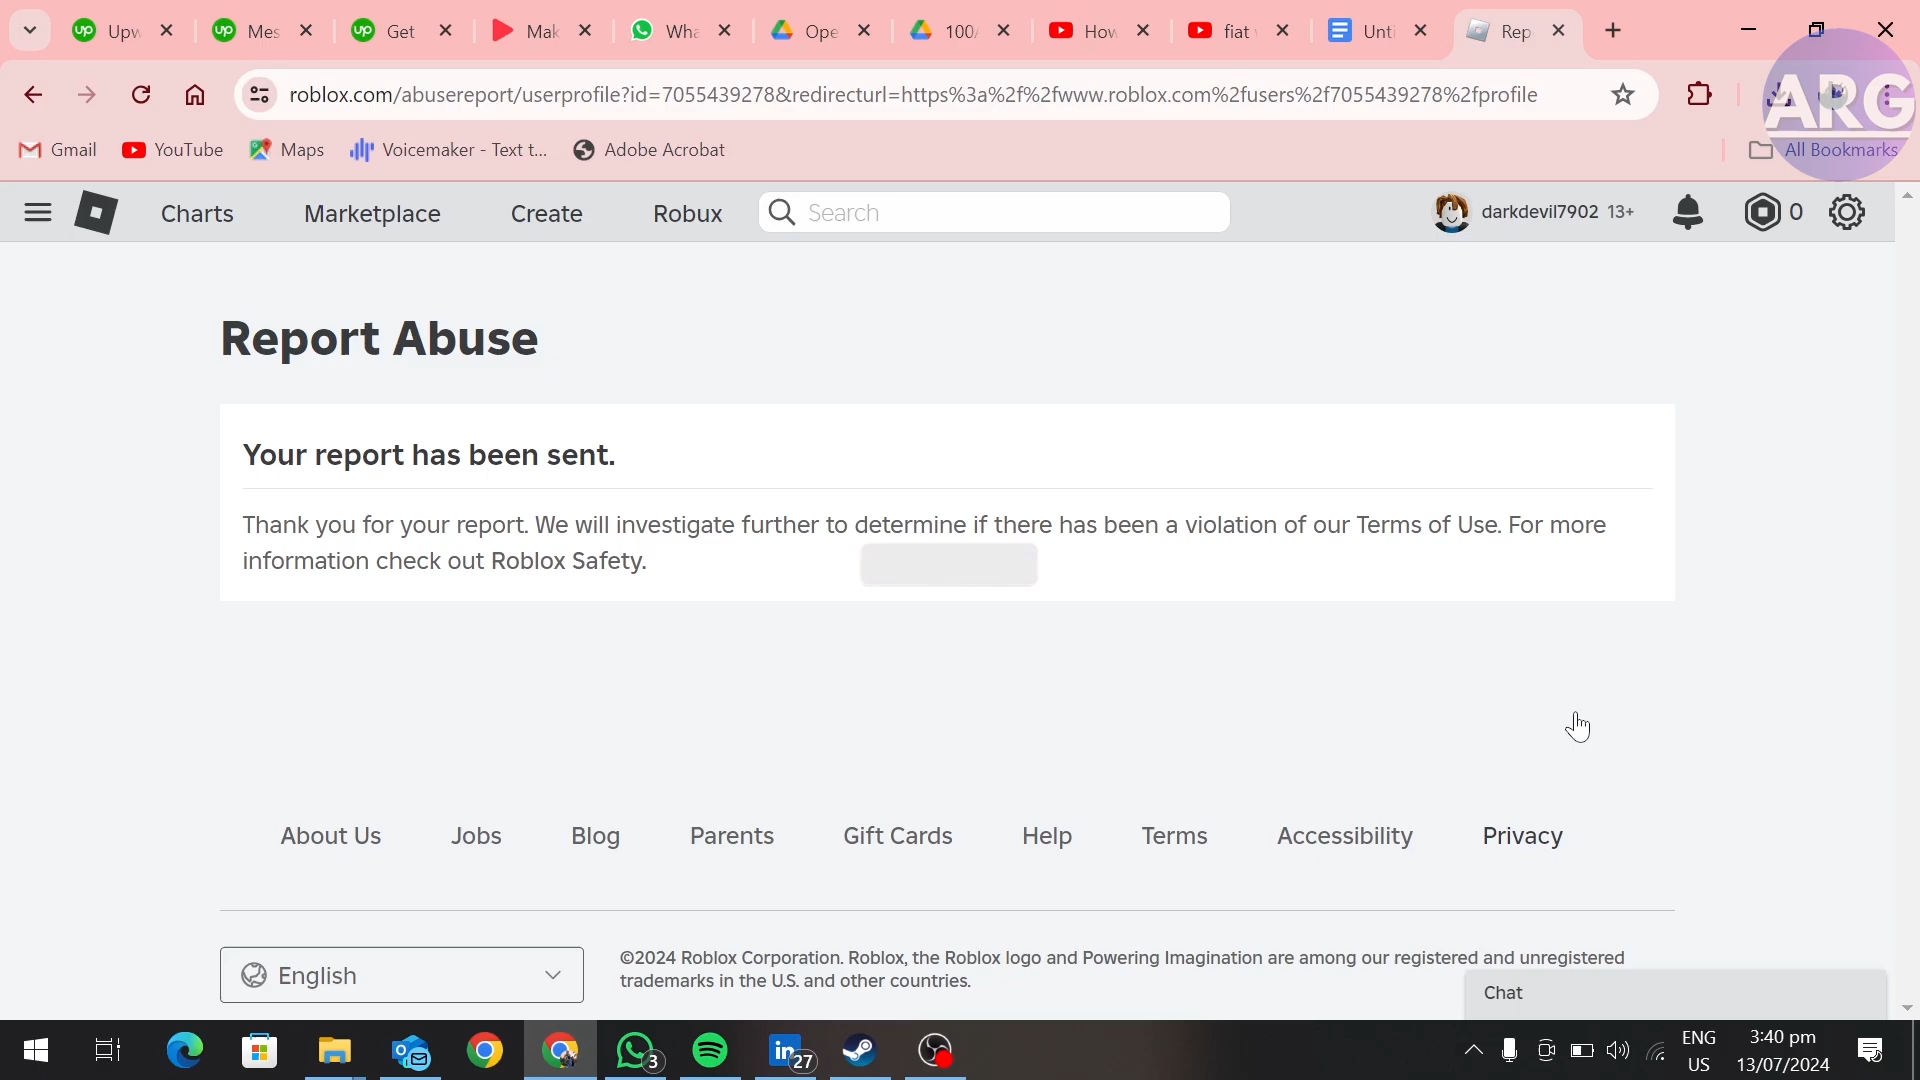 Upw
Mes
Get
Mak
Wha
Ope
100/
How
fiat
Unti
Rep
roblox.com/abusereport/userprofile?id=7055439278&redirecturl=https%3a%2f%2fwww.roblox.com%2fusers%2f7055439278%2fprofile
ARG
Gmail
YouTube
Maps
Voicemaker - Text t...
Adobe Acrobat
All Bookmarks
Charts
Marketplace
Create
Robux
Search
darkdevil7902 13+
0
Report Abuse
Your report has been sent.
Thank you for your report. We will investigate further to determine if there has been a violation of our Terms of Use. For more
information check out Roblox Safety.
About Us
Jobs
Blog
Parents
Gift Cards
Help
Terms
Accessibility
Privacy
English
©2024 Roblox Corporation. Roblox, the Roblox logo and Powering Imagination are among our registered and unregistered
trademarks in the U.S. and other countries.
Chat
3
27
ENG
US
3:40 pm
13/07/2024